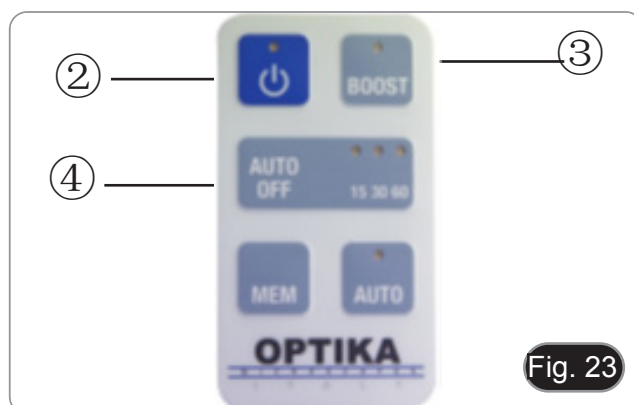 ② BOOST ③
④ AUTO OFF 15 30 60
MEM AUTO
OPTIKA
Fig. 23